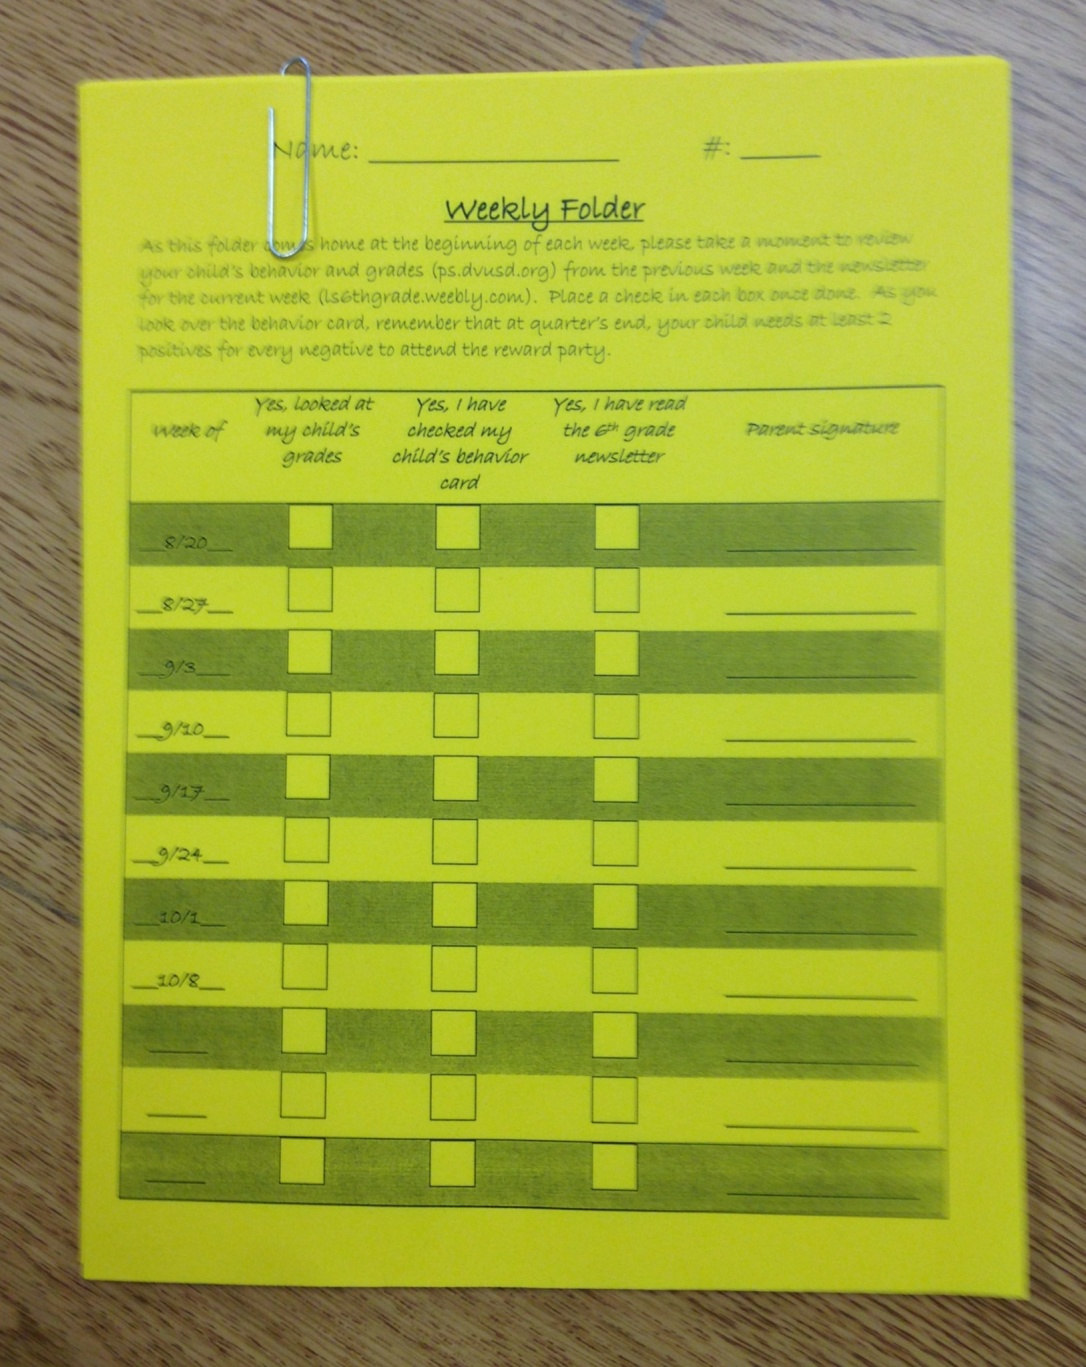 Name: ____________________ #: ______
Weekly Folder
As this folder comes home at the beginning of each week, please take a moment to review
your child's behavior and grades (ps.dvusd.org) from the previous week and the newsletter
for the current week (ls6thgrade.weebly.com). Place a check in each box once done. As you
look over the behavior card, remember that at quarter's end, your child needs at least 2
positives for every negative to attend the reward party.
Week of
Yes, looked at
my child's
grades
Yes, I have
checked my
child's behavior
card
Yes, I have read
the 6th grade
newsletter
Parent signature
__8/20__
__8/27__
__9/3__
__9/10__
__9/17__
__9/24__
__10/1__
__10/8__